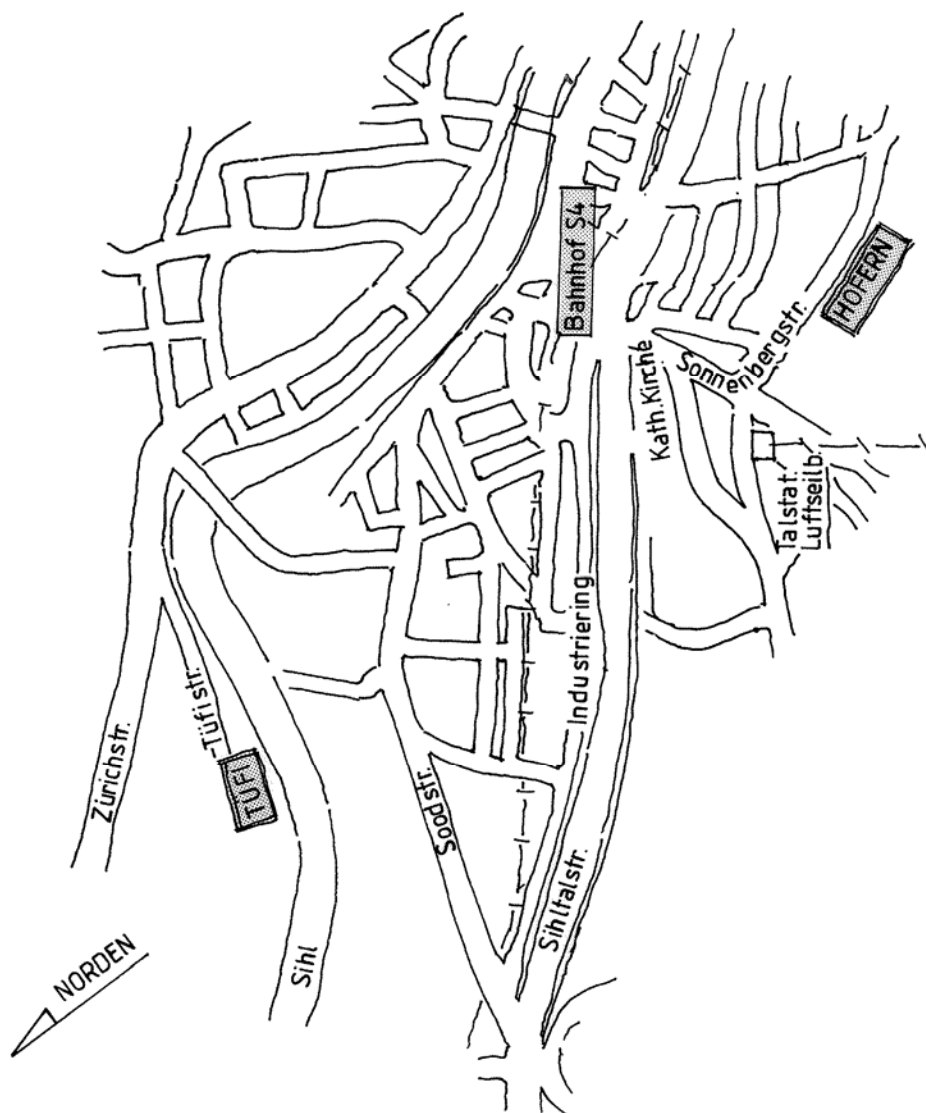 Bahnhof S4
HOFERN
Sonnenbergstr.
Kath. Kirche
Talstat.
Luftseilb.
Industriering
Tüfistr.
TÜFI
Zürichstr.
Soodstr.
Sihltalstr.
Sihl
NORDEN